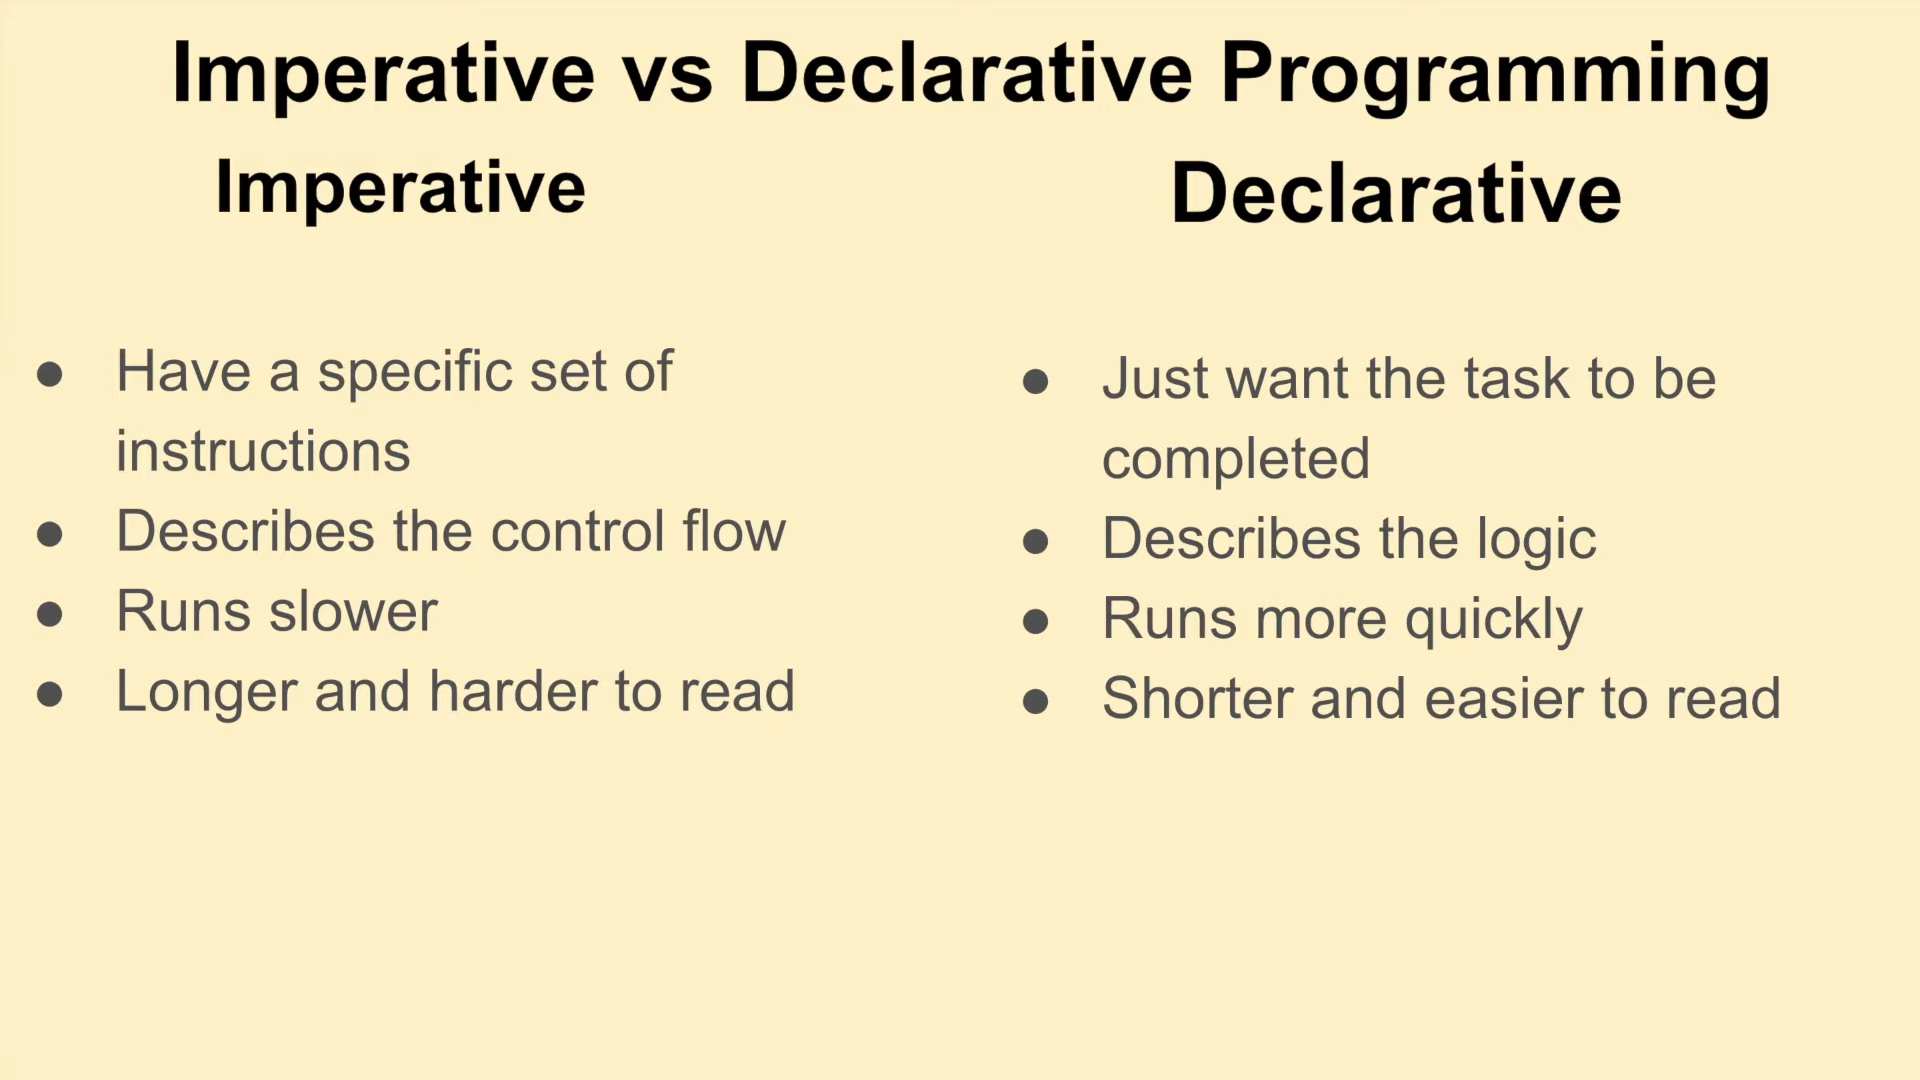 Imperative vs Declarative Programming
Imperative
● Have a specific set of
instructions
● Describes the control flow
● Runs slower
● Longer and harder to read
Declarative
● Just want the task to be
completed
● Describes the logic
● Runs more quickly
● Shorter and easier to read